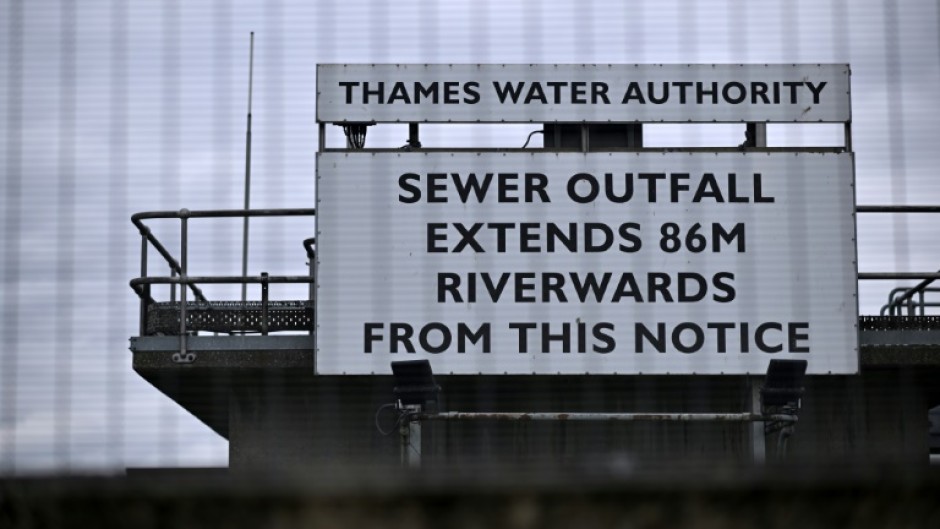 THAMES WATER AUTHORITY
SEWER OUTFALL
EXTENDS 86M
RIVERWARDS
FROM THIS NOTICE